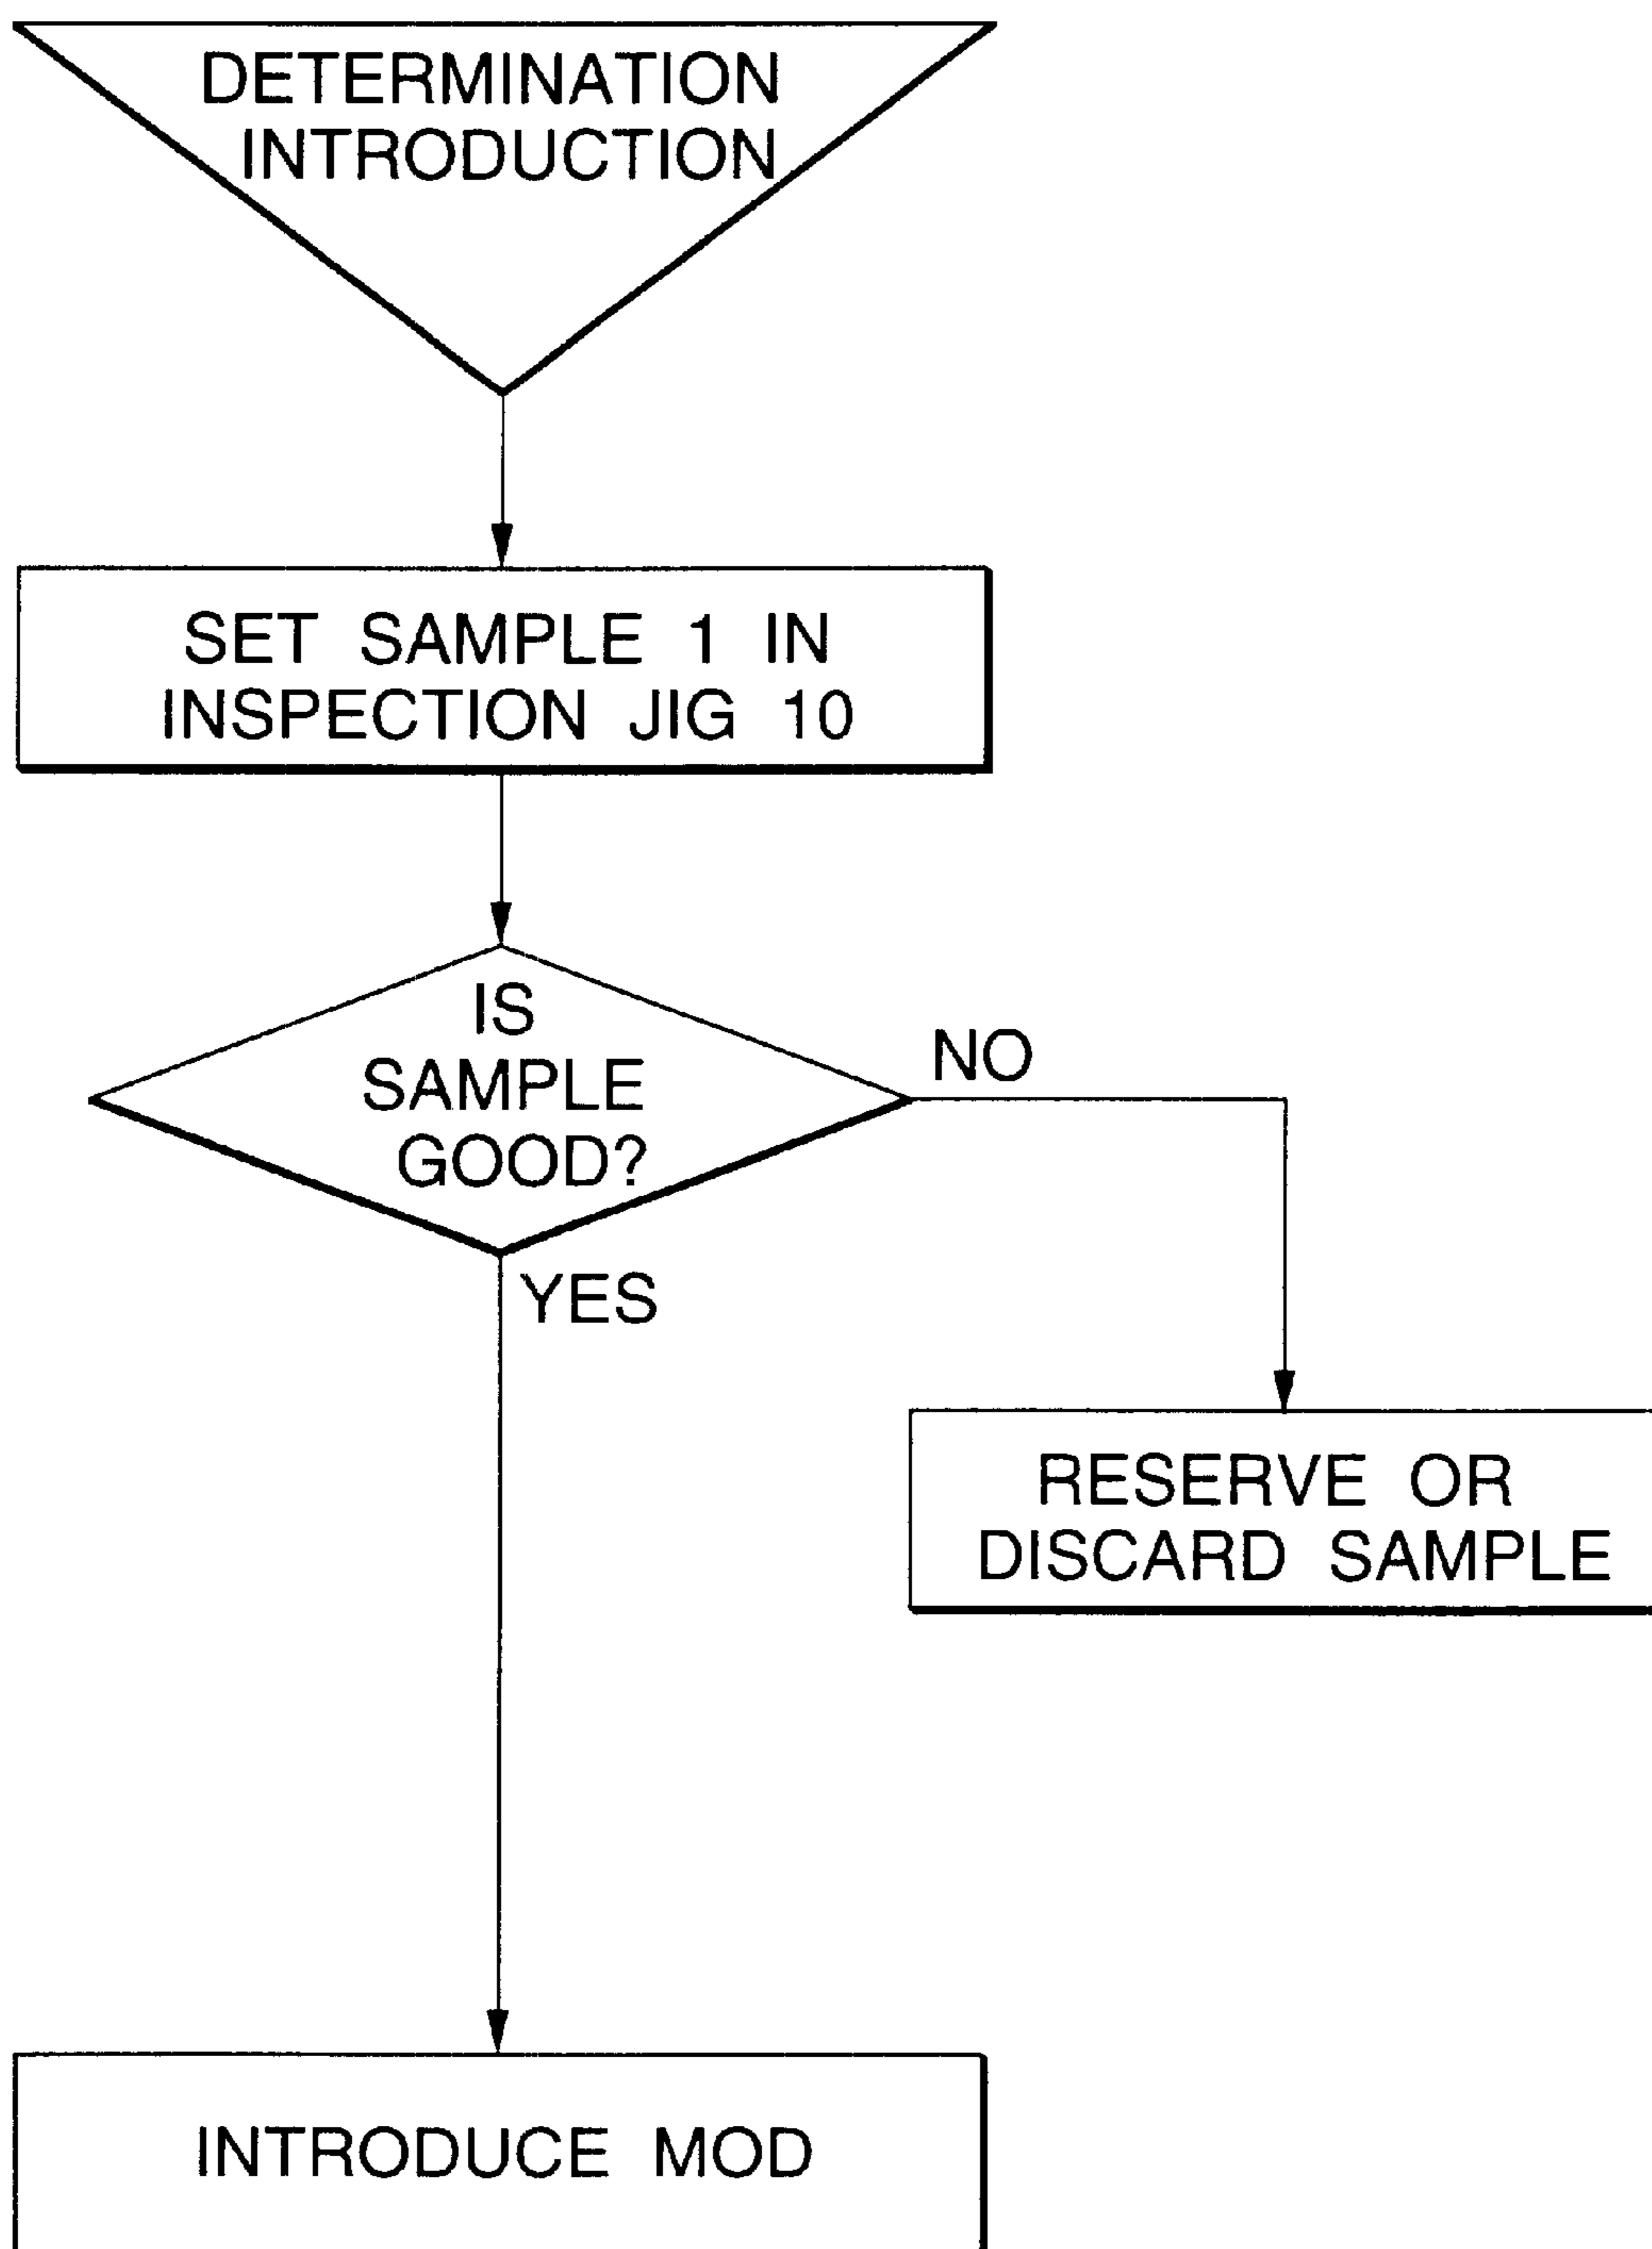 DETERMINATION
INTRODUCTION
SET SAMPLE 1 IN
INSPECTION JIG 10
IS
SAMPLE
GOOD?
NO
YES
RESERVE OR
DISCARD SAMPLE
INTRODUCE MOD